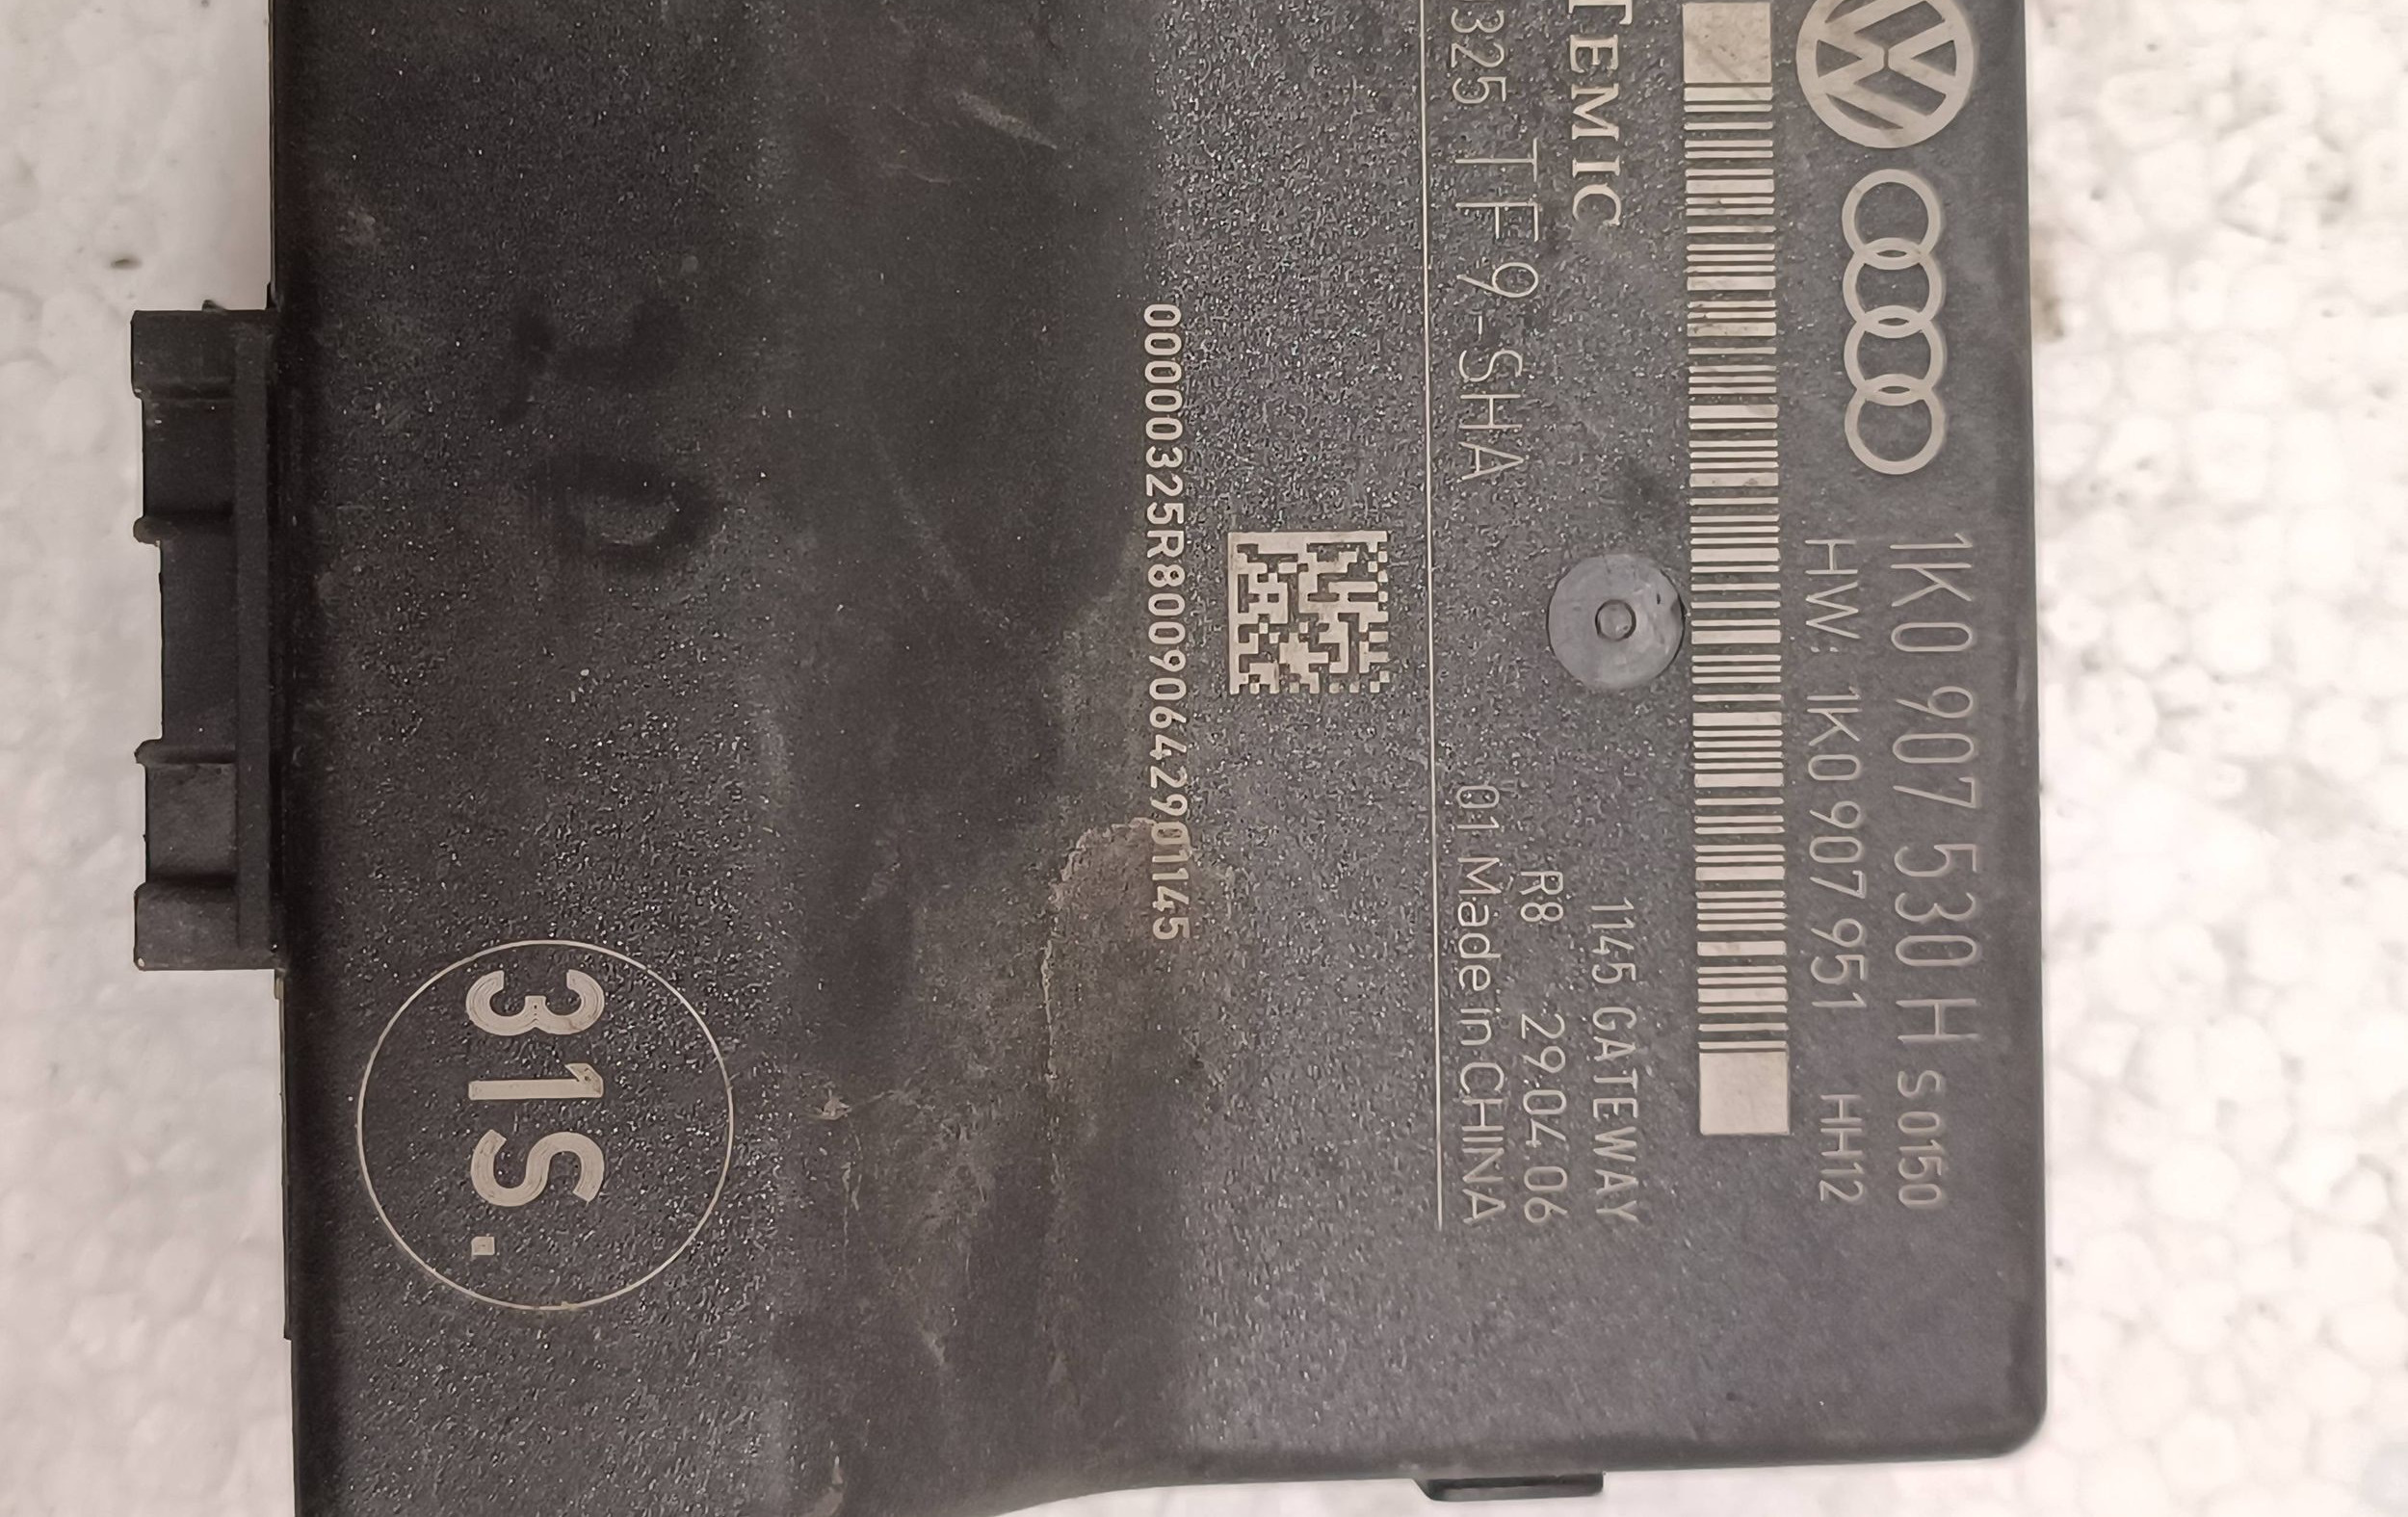 1K0 907 530 H S 0150
HW: 1K0 907 951 HH12
TEMIC
1145 GATEWAY
TF9-SHA
R8 29.04.06
325
01 Made in CHINA
00000325R80090642901145
31S.